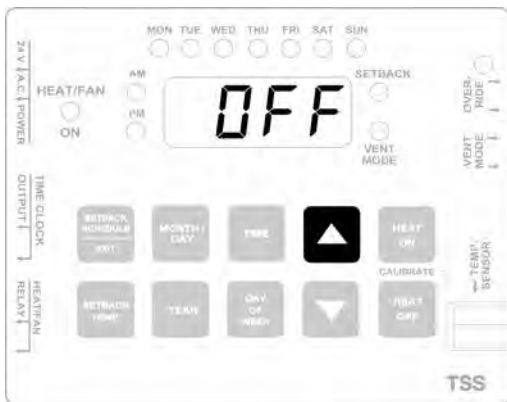 MON TUE WED THU FRI SAT SUN
24 V. A.C. POWER
HEAT/FAN
ON
AM
PM
OFF
SETBACK
VENT
MODE
OVER-
RIDE
VENT
MODE
TIME CLOCK
OUTPUT
SETBACK
SCHEDULE
EXIT
MONTH /
DAY
TIME
HEAT
ON
CALIBRATE
TEMP.
SENSOR
HEAT/FAN
RELAY
SETBACK
TEMP
YEAR
DAY
OF
WEEK
HEAT
OFF
TSS